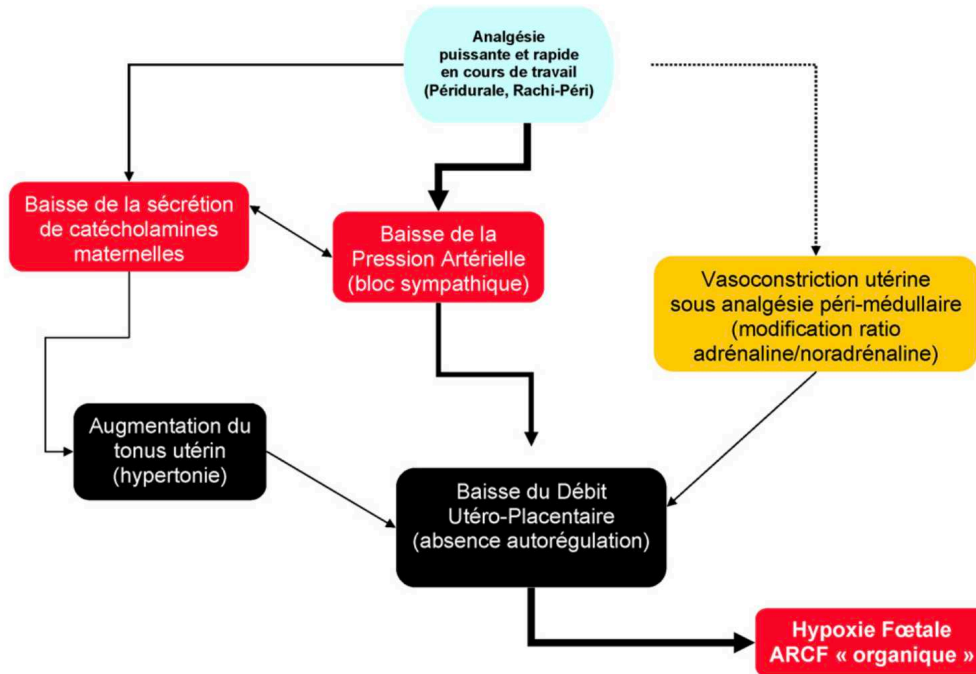 Analgésie
puissante et rapide
en cours de travail
(Péridurale, Rachi-Péri)
Baisse de la sécrétion
de catécholamines
maternelles
Baisse de la
Pression Artérielle
(bloc sympathique)
Vasoconstriction utérine
sous analgésie péri-médullaire
(modification ratio
adrénaline/noradrénaline)
Augmentation du
tonus utérin
(hypertonie)
Baisse du Débit
Utéro-Placentaire
(absence autorégulation)
Hypoxie Fœtale
ARCF « organique »